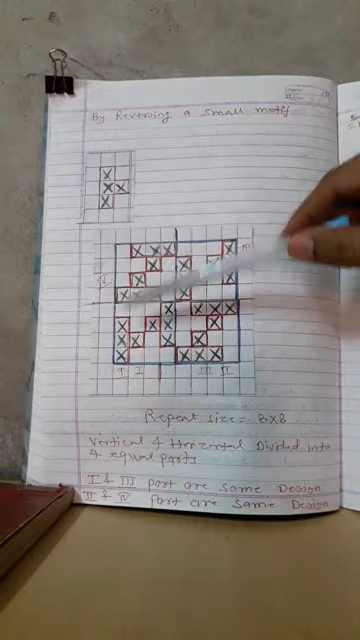 By Reversing a small motif
I I III II
Repeat size= 8x8
Vertical & Horizontal Divided into
4 equal parts
I & III part are same Design
II & IV part are same Design